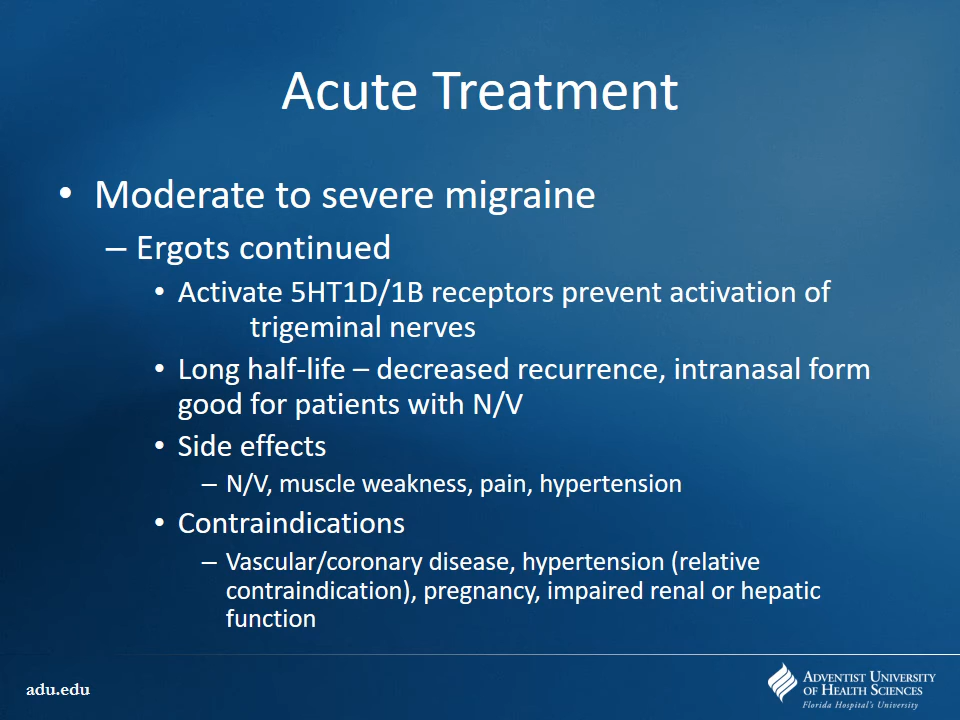 Acute Treatment
• Moderate to severe migraine
– Ergots continued
• Activate 5HT1D/1B receptors prevent activation of
trigeminal nerves
• Long half-life – decreased recurrence, intranasal form
good for patients with N/V
• Side effects
– N/V, muscle weakness, pain, hypertension
• Contraindications
– Vascular/coronary disease, hypertension (relative
contraindication), pregnancy, impaired renal or hepatic
function
adu.edu
ADVENTIST UNIVERSITY
OF HEALTH SCIENCES
Florida Hospital's University